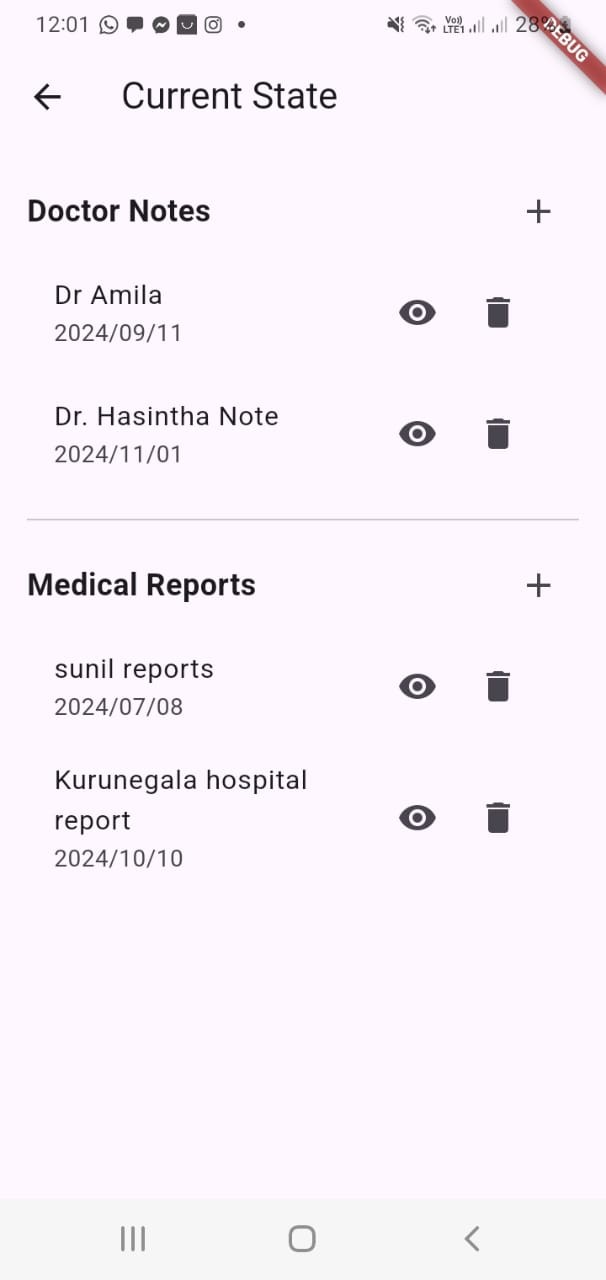 12:01
Vo))
LTE1
28%
DEBUG
Current State
Doctor Notes
Dr Amila
2024/09/11
Dr. Hasintha Note
2024/11/01
Medical Reports
sunil reports
2024/07/08
Kurunegala hospital
report
2024/10/10